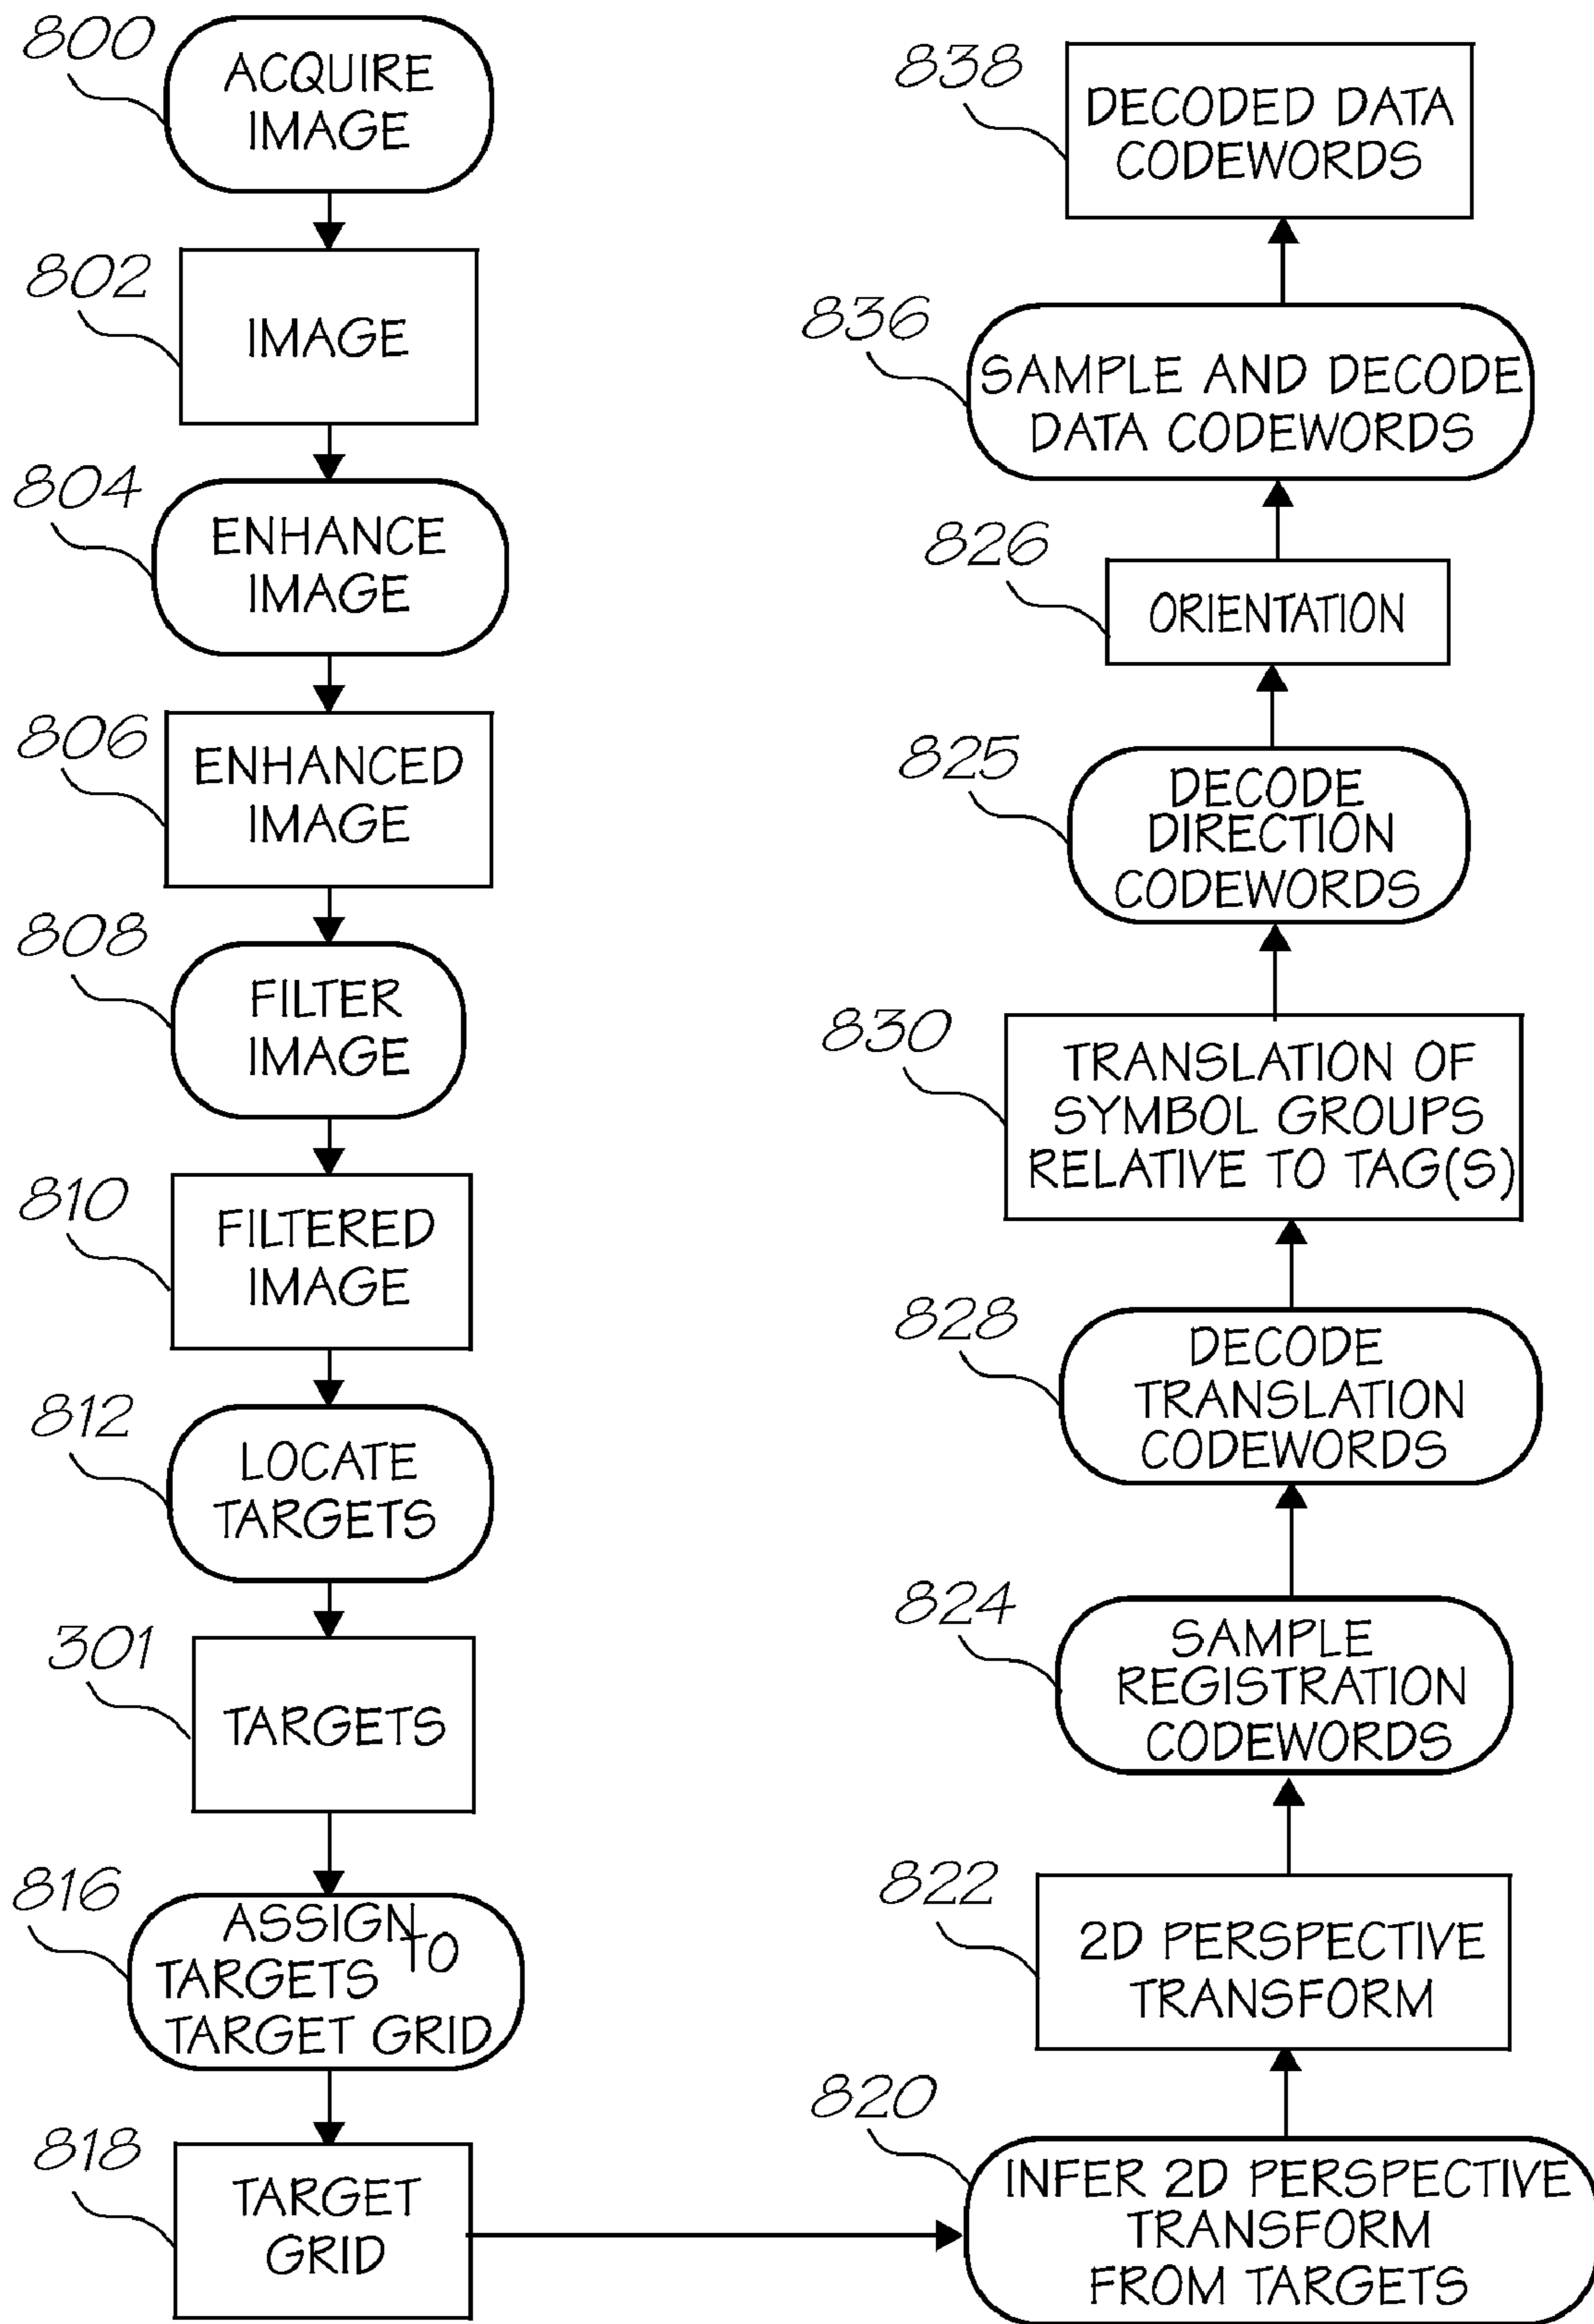 800
ACQUIRE
IMAGE
802
IMAGE
804
ENHANCE
IMAGE
806
ENHANCED
IMAGE
808
FILTER
IMAGE
810
FILTERED
IMAGE
812
LOCATE
TARGETS
301
TARGETS
816
ASSIGN TO
TARGETS
TARGET GRID
818
TARGET
GRID
838
DECODED DATA
CODEWORDS
836
SAMPLE AND DECODE
DATA CODEWORDS
826
ORIENTATION
825
DECODE
DIRECTION
CODEWORDS
830
TRANSLATION OF
SYMBOL GROUPS
RELATIVE TO TAG(S)
828
DECODE
TRANSLATION
CODEWORDS
824
SAMPLE
REGISTRATION
CODEWORDS
822
2D PERSPECTIVE
TRANSFORM
820
INFER 2D PERSPECTIVE
TRANSFORM
FROM TARGETS